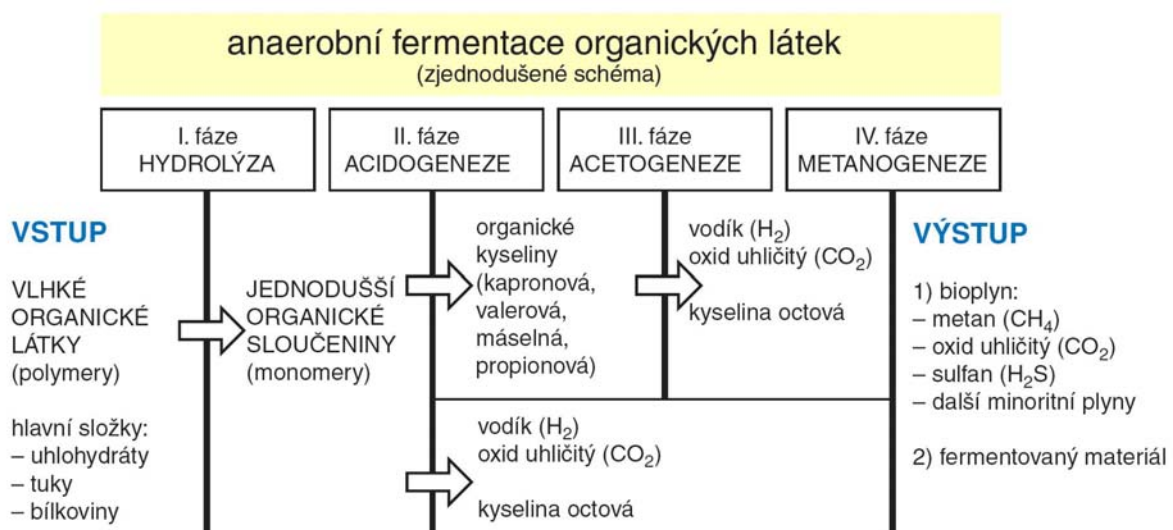 anaerobní fermentace organických látek
(zjednodušené schéma)
I. fáze
HYDROLÝZA
II. fáze
ACIDOGENEZE
III. fáze
ACETOGENEZE
IV. fáze
METANOGENEZE
VSTUP
VLHKÉ
ORGANICKÉ
LÁTKY
(polymery)
hlavní složky:
– uhlohydráty
– tuky
– bílkoviny
JEDNODUŠŠÍ
ORGANICKÉ
SLOUČENINY
(monomery)
organické
kyseliny
(kapronová,
valerová,
máselná,
propionová)
vodík (H₂)
oxid uhličitý (CO₂)
kyselina octová
vodík (H₂)
oxid uhličitý (CO₂)
kyselina octová
VÝSTUP
1) bioplyn:
– metan (CH₄)
– oxid uhličitý (CO₂)
– sulfan (H₂S)
– další minoritní plyny
2) fermentovaný materiál